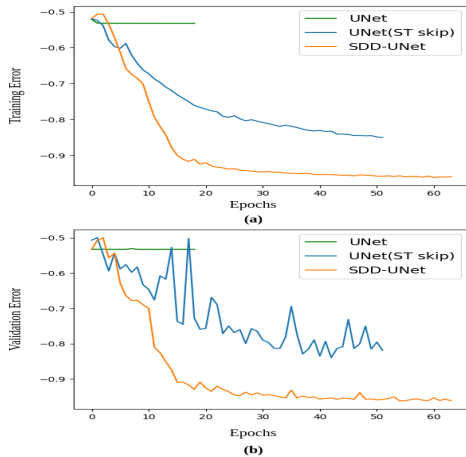 −0.5
−0.6
−0.7
−0.8
−0.9
Training Error
UNet
UNet(ST skip)
SDD-UNet
0 10 20 30 40 50 60
Epochs
(a)
−0.5
−0.6
−0.7
−0.8
−0.9
Validation Error
UNet
UNet(ST skip)
SDD-UNet
0 10 20 30 40 50 60
Epochs
(b)